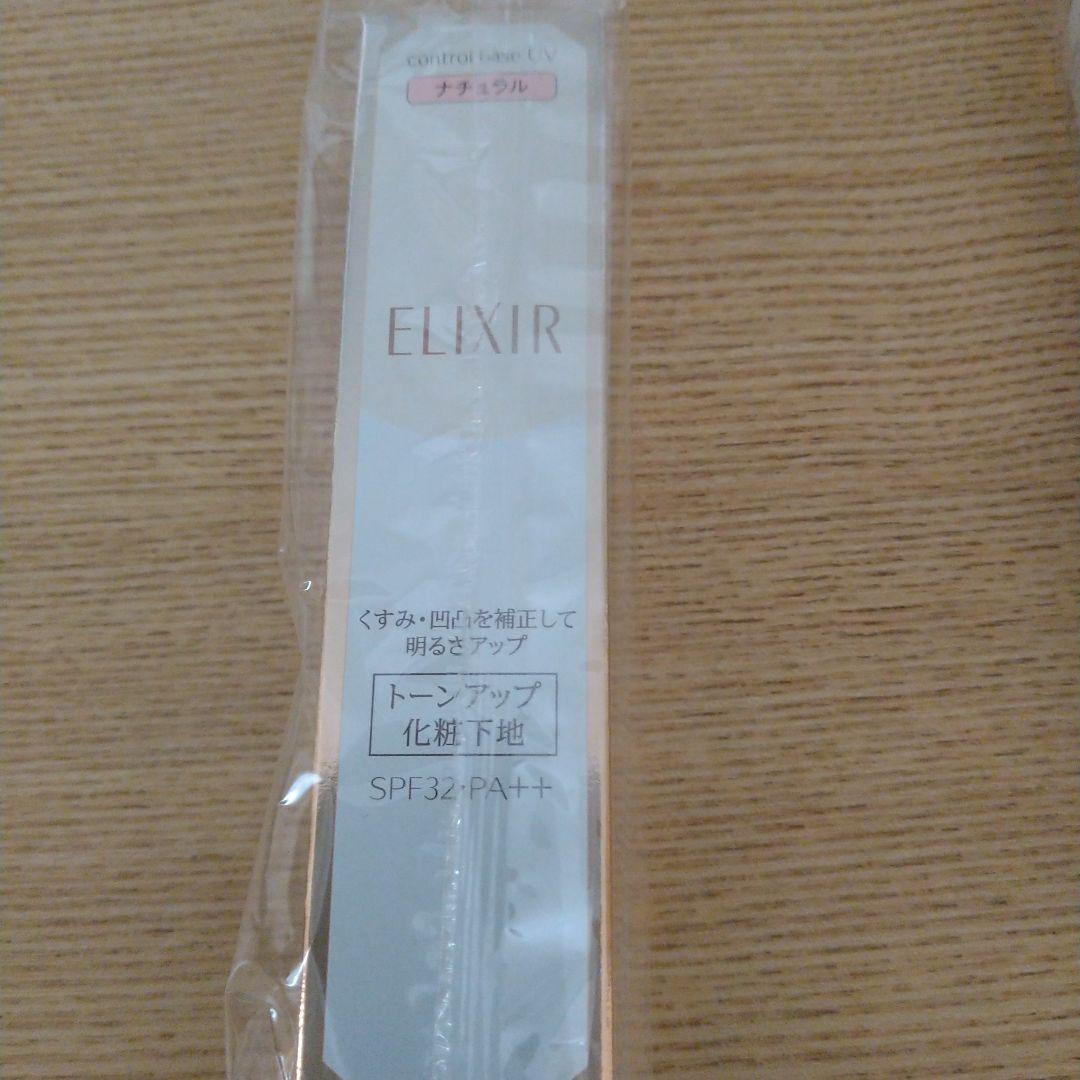 control base UV
ナチュラル
ELIXIR
くすみ・凹凸を補正して
明るさアップ
トーンアップ
化粧下地
SPF32・PA++